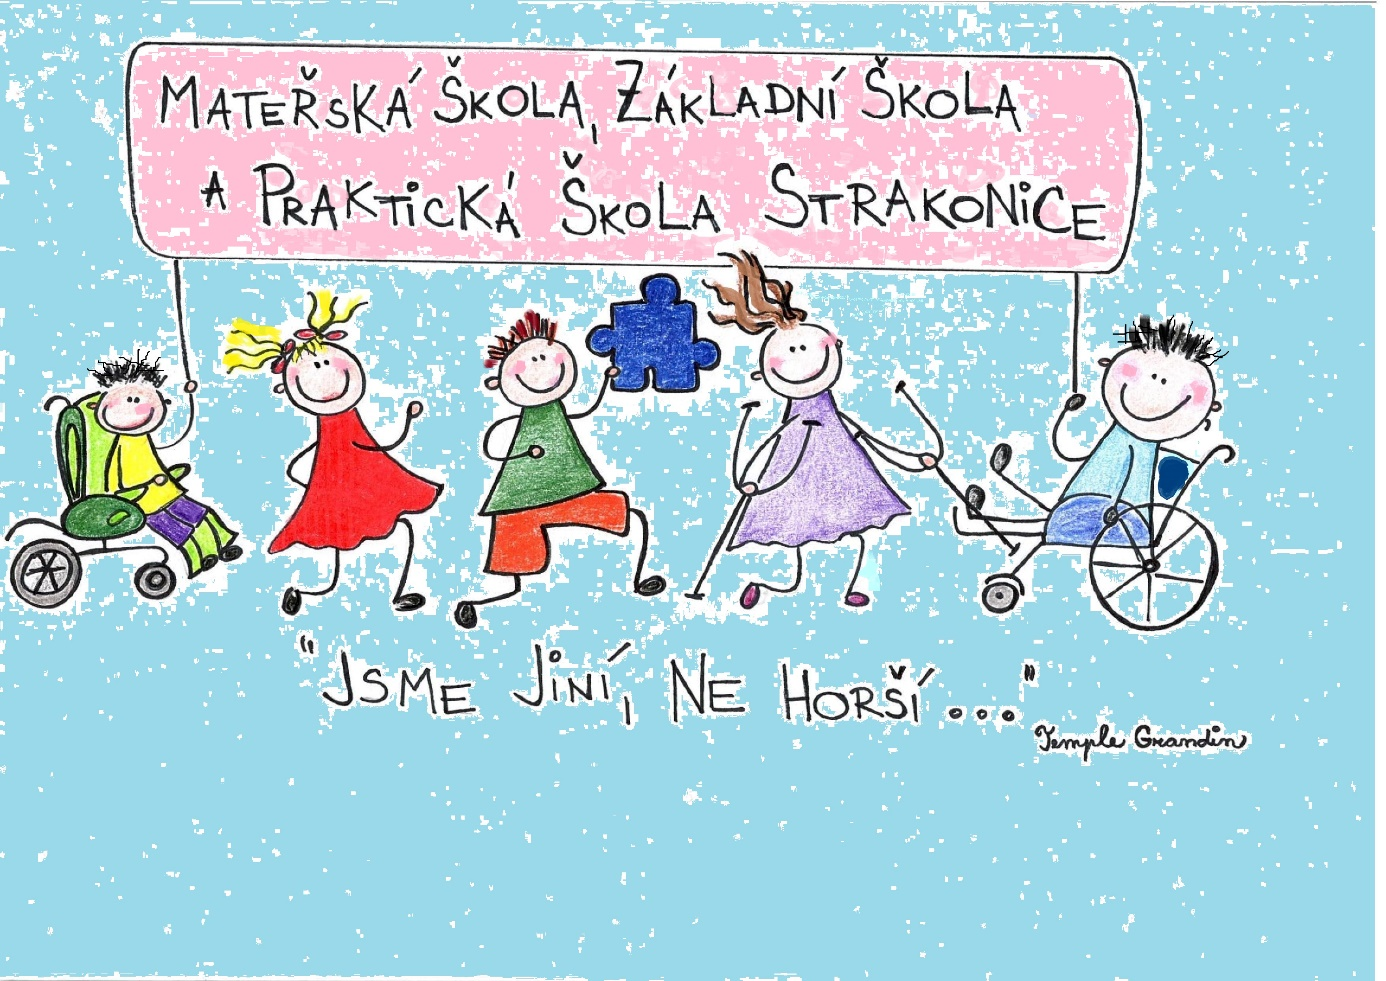 MATEŘSKÁ ŠKOLA, ZÁKLADNÍ ŠKOLA
A PRAKTICKÁ ŠKOLA STRAKONICE
"JSME JINÍ, NE HORŠÍ ..."
Temple Grandin